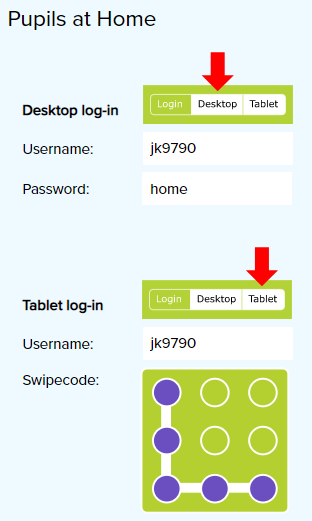 Pupils at Home
Login Desktop Tablet
Desktop log-in
Username: jk9790
Password: home
Login Desktop Tablet
Tablet log-in
Username: jk9790
Swipecode: